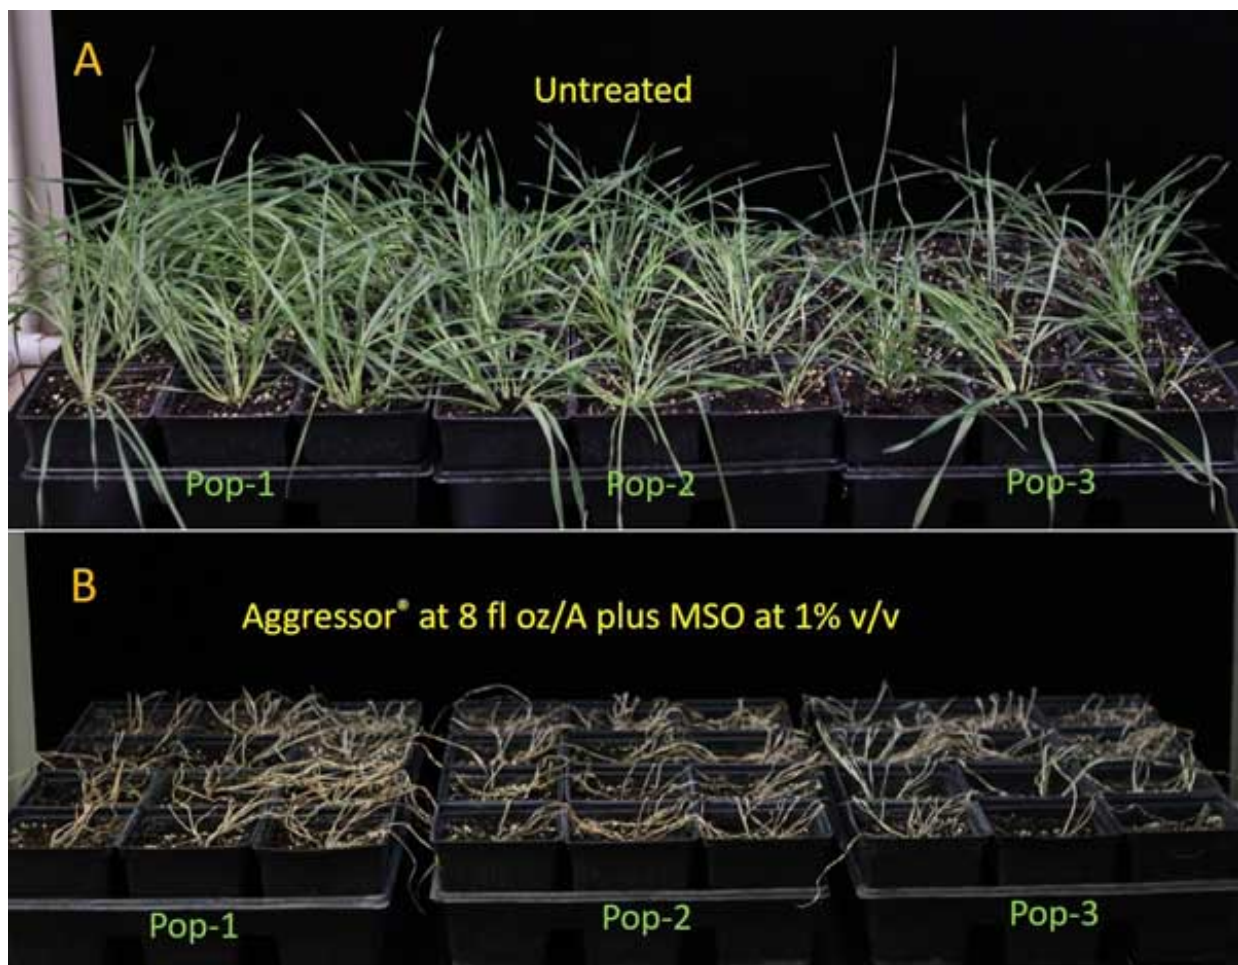 A
Untreated
Pop-1
Pop-2
Pop-3
B
Aggressor® at 8 fl oz/A plus MSO at 1% v/v
Pop-1
Pop-2
Pop-3